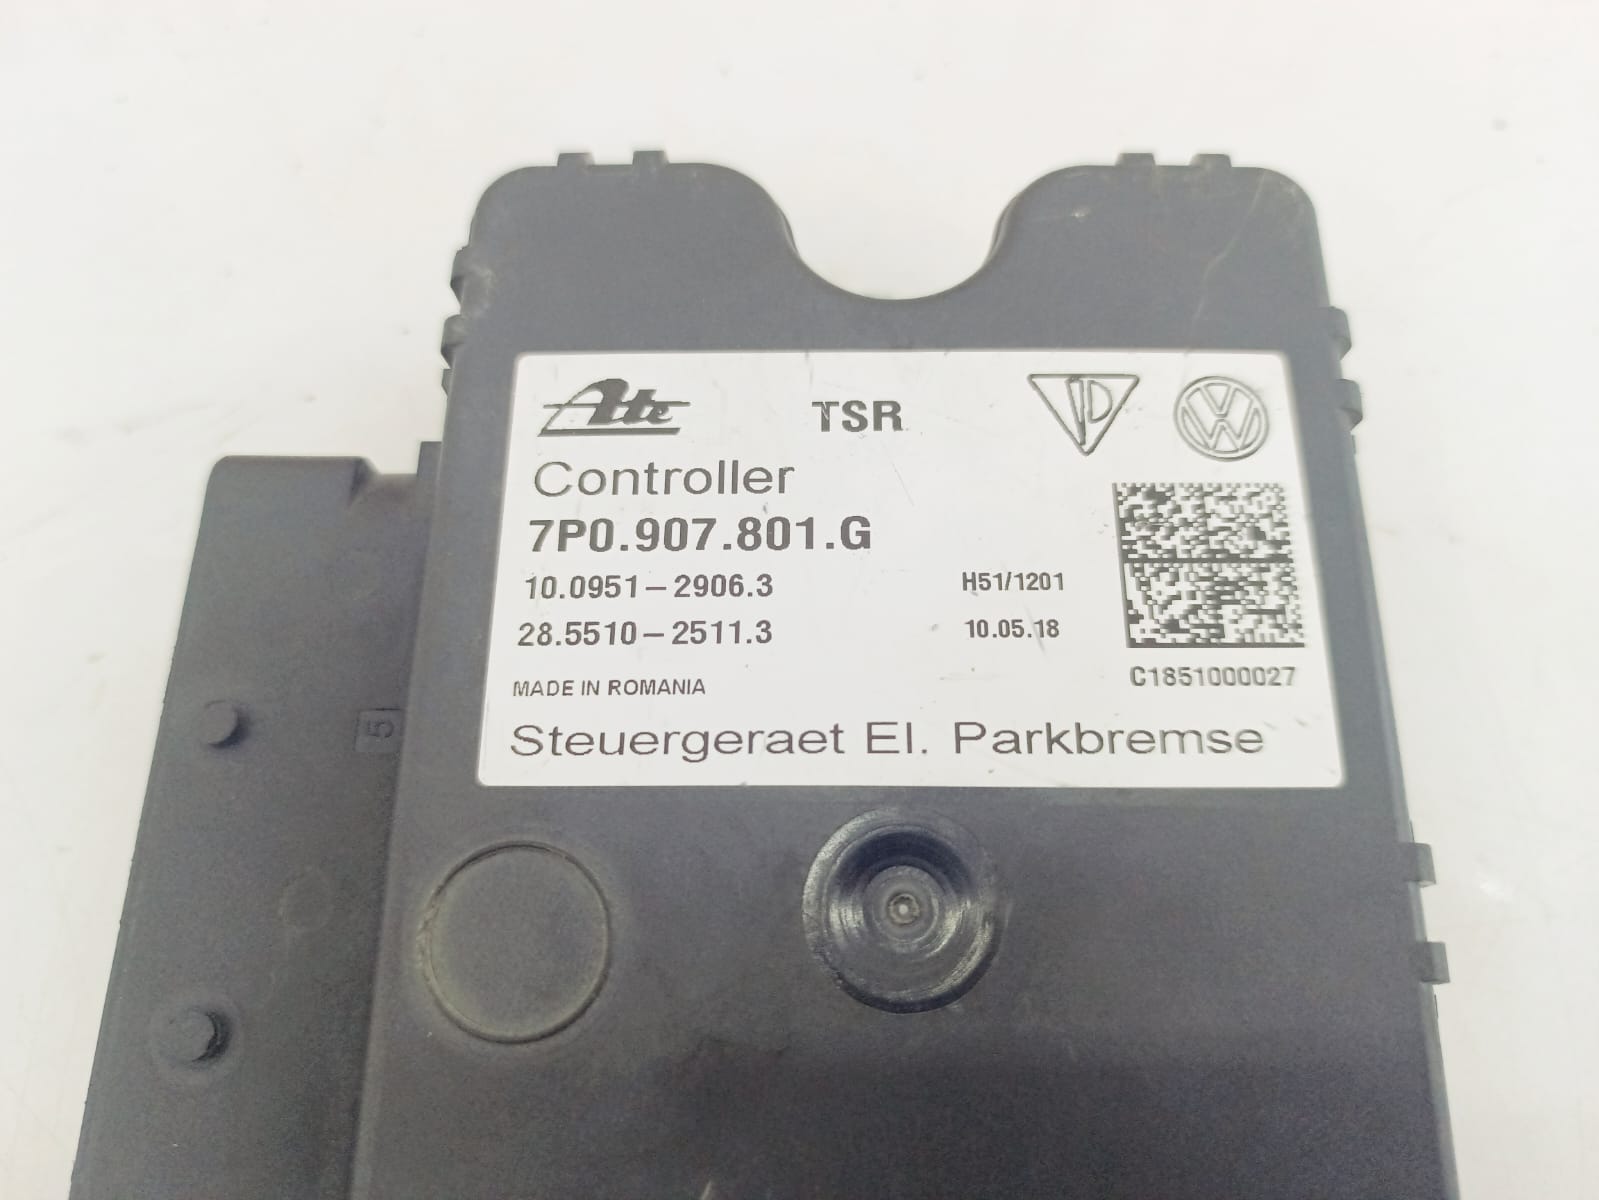 Ate TSR
Controller
7P0.907.801.G
10.0951-2906.3 H51/1201
28.5510-2511.3 10.05.18
C1851000027
MADE IN ROMANIA
Steuergeraet El. Parkbremse
5